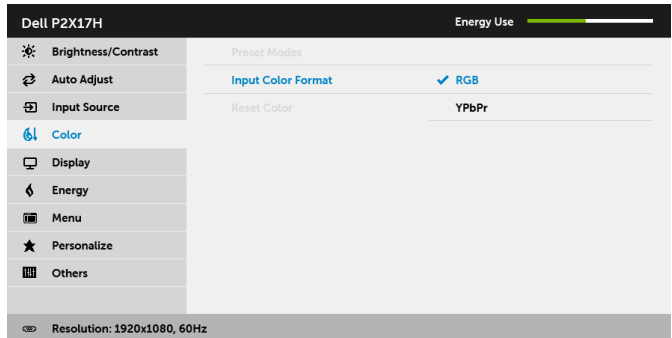 Dell P2X17H
Energy Use
Brightness/Contrast
Preset Modes
Auto Adjust
Input Color Format
RGB
Input Source
Reset Color
YPbPr
Color
Display
Energy
Menu
Personalize
Others
Resolution: 1920x1080, 60Hz